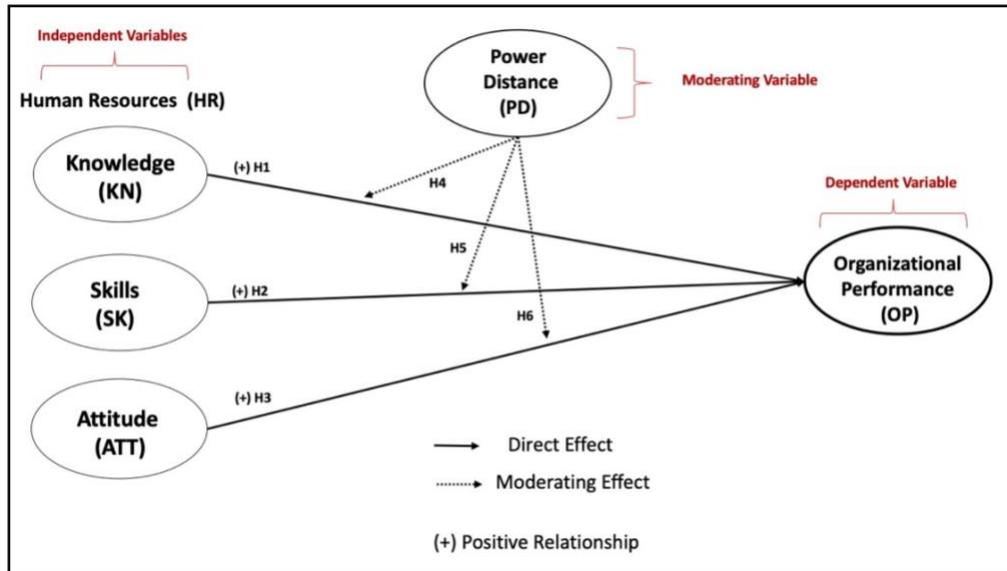 Independent Variables
Human Resources (HR)
Power
Distance
(PD)
Moderating Variable
Knowledge
(KN)
(+) H1
H4
Dependent Variable
H5
Skills
(SK)
(+) H2
Organizational
Performance
(OP)
H6
Attitude
(ATT)
(+) H3
Direct Effect
Moderating Effect
(+) Positive Relationship